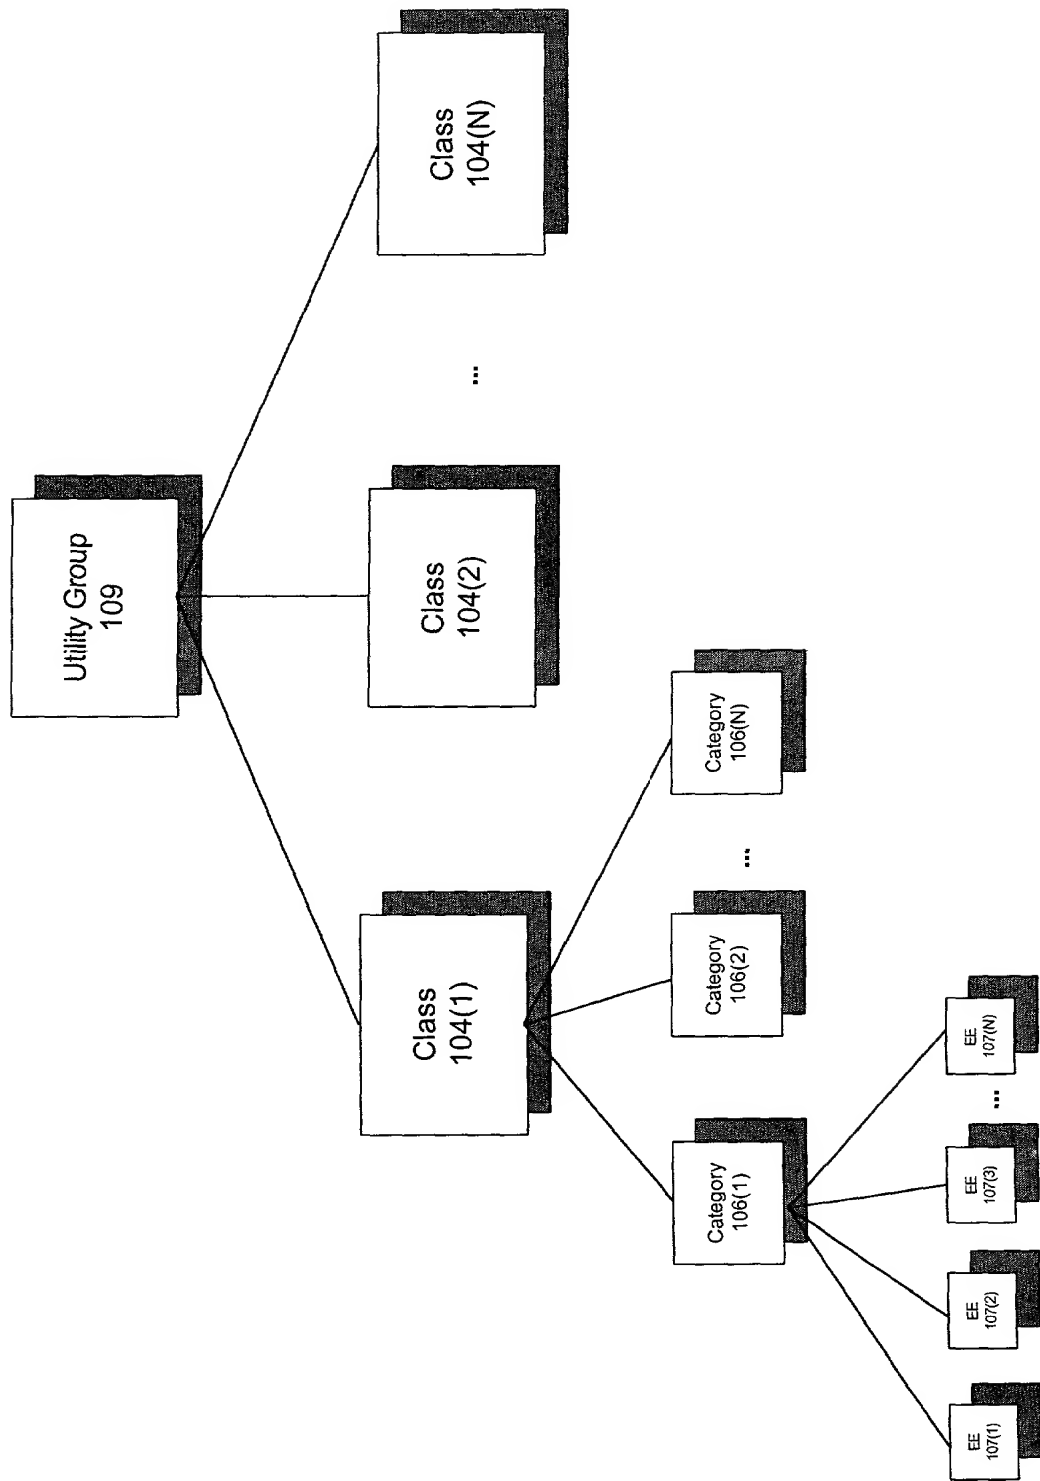 Utility Group
109
Class
104(1)
Class
104(2)
...
Class
104(N)
Category
106(1)
Category
106(2)
...
Category
106(N)
EE
107(1)
EE
107(2)
EE
107(3)
...
EE
107(N)